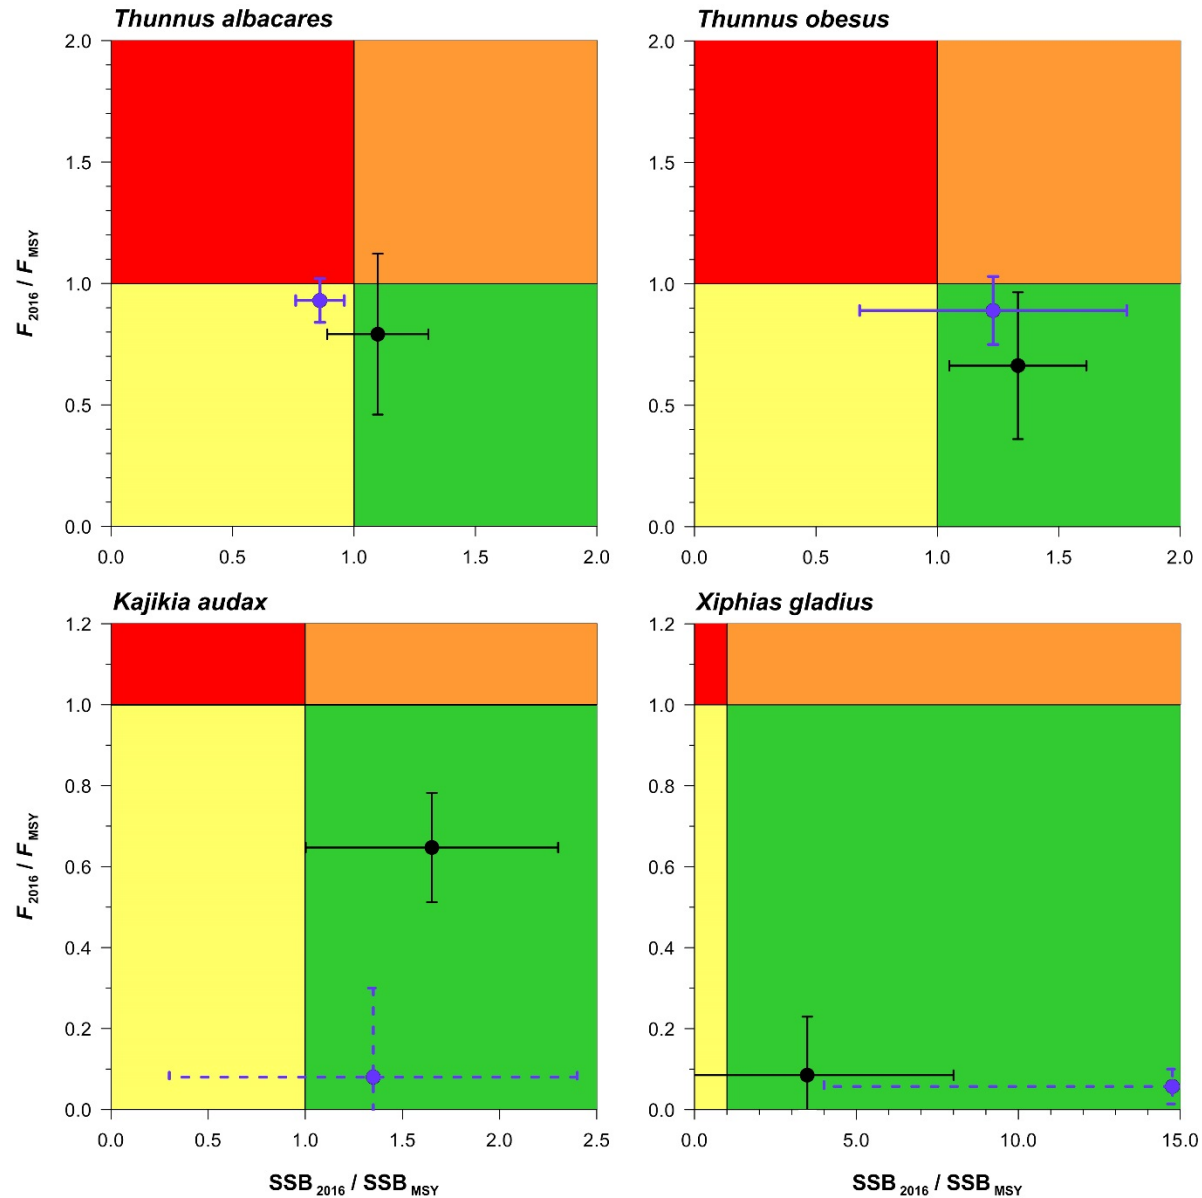 Thunnus albacares
Thunnus obesus
2.0
1.5
1.0
0.5
0.0
F2016 / FMSY
0.0 0.5 1.0 1.5 2.0
2.0
1.5
1.0
0.5
0.0
0.0 0.5 1.0 1.5 2.0
Kajikia audax
Xiphias gladius
1.2
1.0
0.8
0.6
0.4
0.2
0.0
F2016 / FMSY
0.0 0.5 1.0 1.5 2.0 2.5
SSB2016 / SSBMSY
1.2
1.0
0.8
0.6
0.4
0.2
0.0
0.0 5.0 10.0 15.0
SSB2016 / SSBMSY